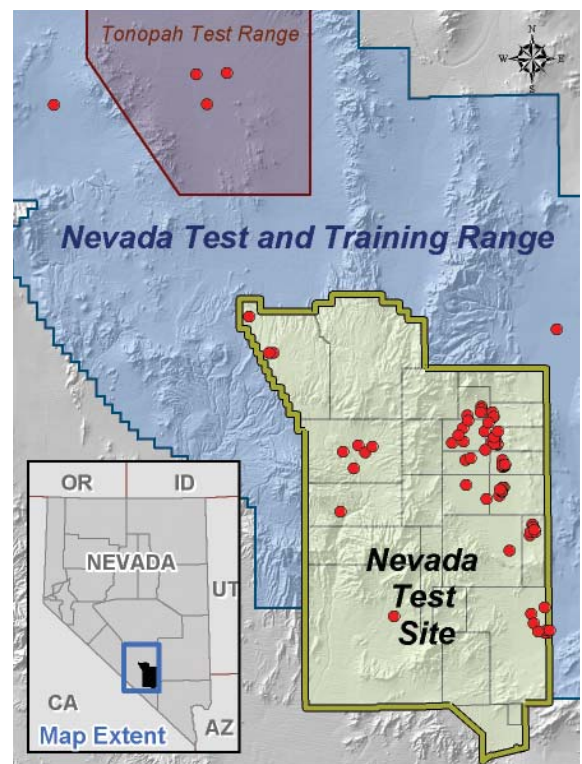 Tonopah Test Range
N
W
E
S
Nevada Test and Training Range
Nevada
Test
Site
OR
ID
NEVADA
UT
CA
AZ
Map Extent